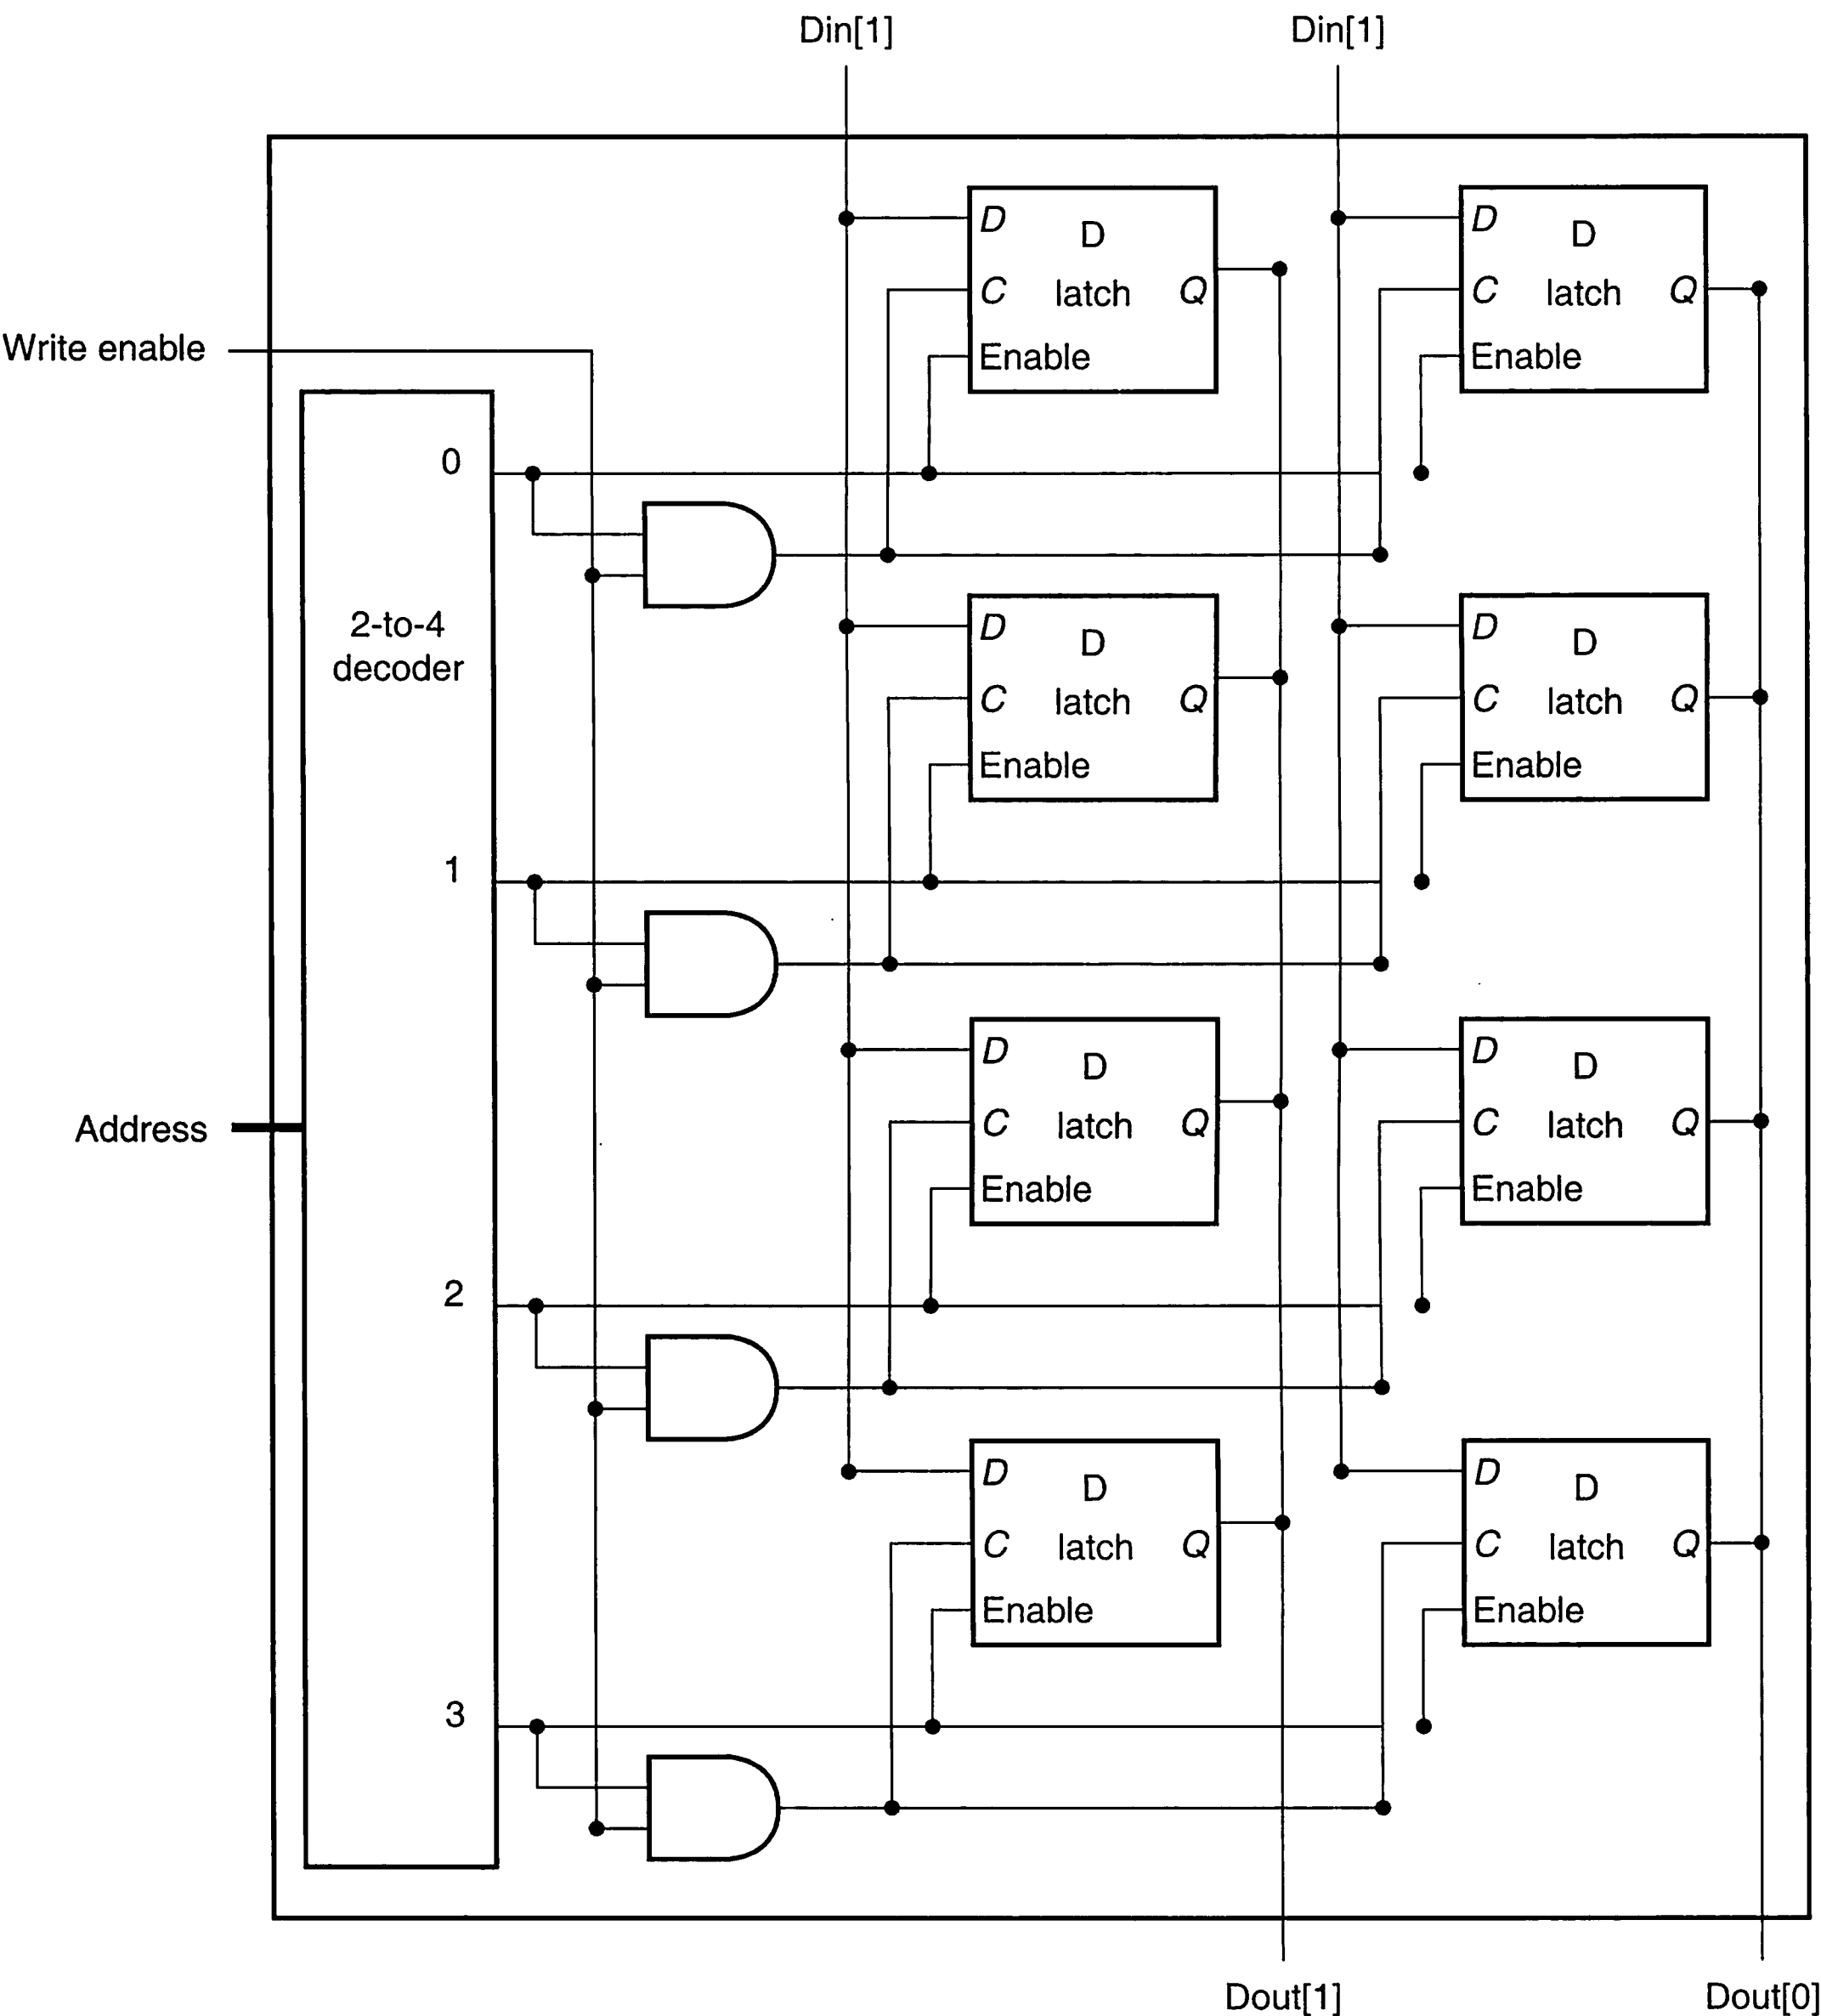 Din[1] Din[1]
D D
D D
C latch Q
C latch Q
Write enable
Enable
Enable
0
2-to-4
decoder
D D
D D
C latch Q
C latch Q
Enable
Enable
1
D D
D D
Address
C latch Q
C latch Q
Enable
Enable
2
D D
D D
C latch Q
C latch Q
Enable
Enable
3
Dout[1] Dout[0]